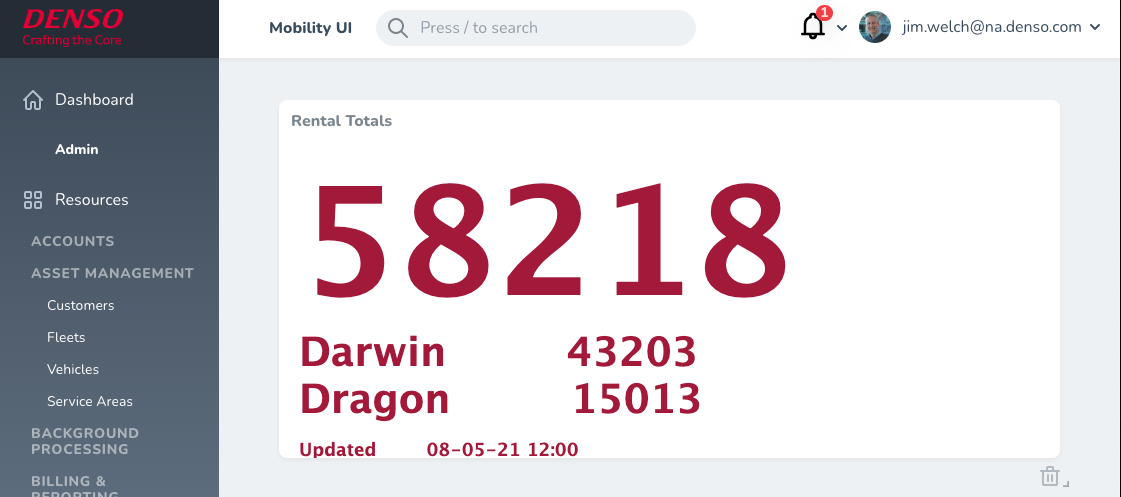 DENSO
Crafting the Core
Mobility UI
Press / to search
1
jim.welch@na.denso.com
Dashboard
Admin
Resources
ACCOUNTS
ASSET MANAGEMENT
Customers
Fleets
Vehicles
Service Areas
BACKGROUND
PROCESSING
BILLING &
REPORTING
Rental Totals
58218
Darwin 43203
Dragon 15013
Updated 08-05-21 12:00